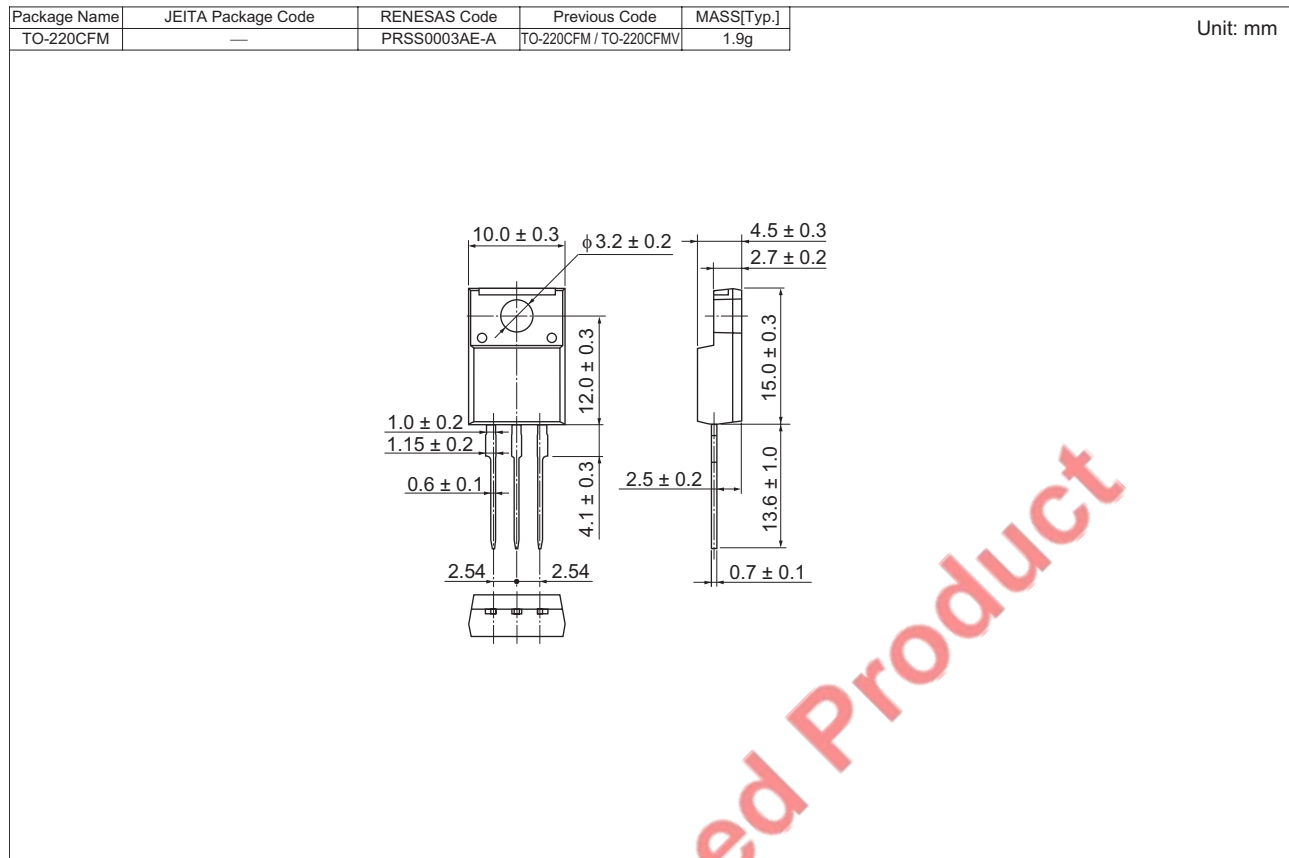 Package Name JEITA Package Code RENESAS Code Previous Code MASS[Typ.]
TO-220CFM — PRSS0003AE-A TO-220CFM / TO-220CFMV 1.9g
Unit: mm
10.0 ± 0.3
ϕ 3.2 ± 0.2
4.5 ± 0.3
2.7 ± 0.2
12.0 ± 0.3
15.0 ± 0.3
1.0 ± 0.2
1.15 ± 0.2
0.6 ± 0.1
4.1 ± 0.3
2.5 ± 0.2
13.6 ± 1.0
2.54 2.54
0.7 ± 0.1
ed Product